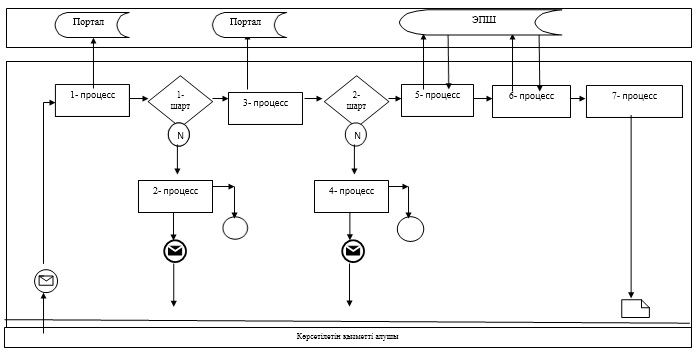 Портал
Портал
ЭПШ
1- процесс
1-
шарт
3- процесс
2-
шарт
5- процесс
6- процесс
7- процесс
N
N
2- процесс
4- процесс
Көрсетілетін қызметті алушы